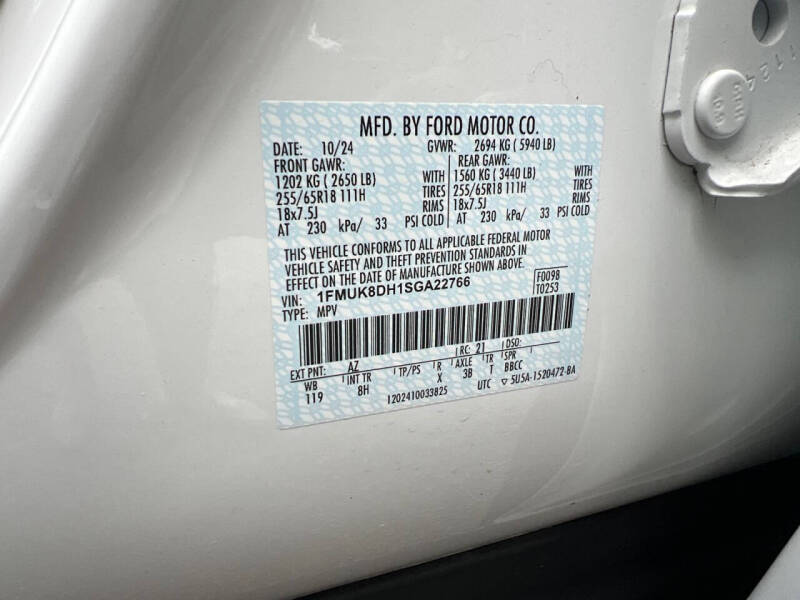 MFD. BY FORD MOTOR CO.
DATE: 10/24 GVWR: 2694 KG ( 5940 LB)
FRONT GAWR: REAR GAWR:
1202 KG ( 2650 LB) WITH 1560 KG ( 3440 LB) WITH
255/65R18 111H TIRES 255/65R18 111H TIRES
18x7.5J RIMS 18x7.5J RIMS
AT 230 kPa/ 33 PSI COLD AT 230 kPa/ 33 PSI COLD
THIS VEHICLE CONFORMS TO ALL APPLICABLE FEDERAL MOTOR
VEHICLE SAFETY AND THEFT PREVENTION STANDARDS IN
EFFECT ON THE DATE OF MANUFACTURE SHOWN ABOVE.
VIN: 1FMUK8DH1SGA22766 F0098
TYPE: MPV T0253
EXT PNT: AZ RC: 21 DSO:
WB INT TR TP/PS R AXLE TR SPR
119 8H X 3B T BBCC
1202410033825 UTC ▽ 5U5A-1520472-BA